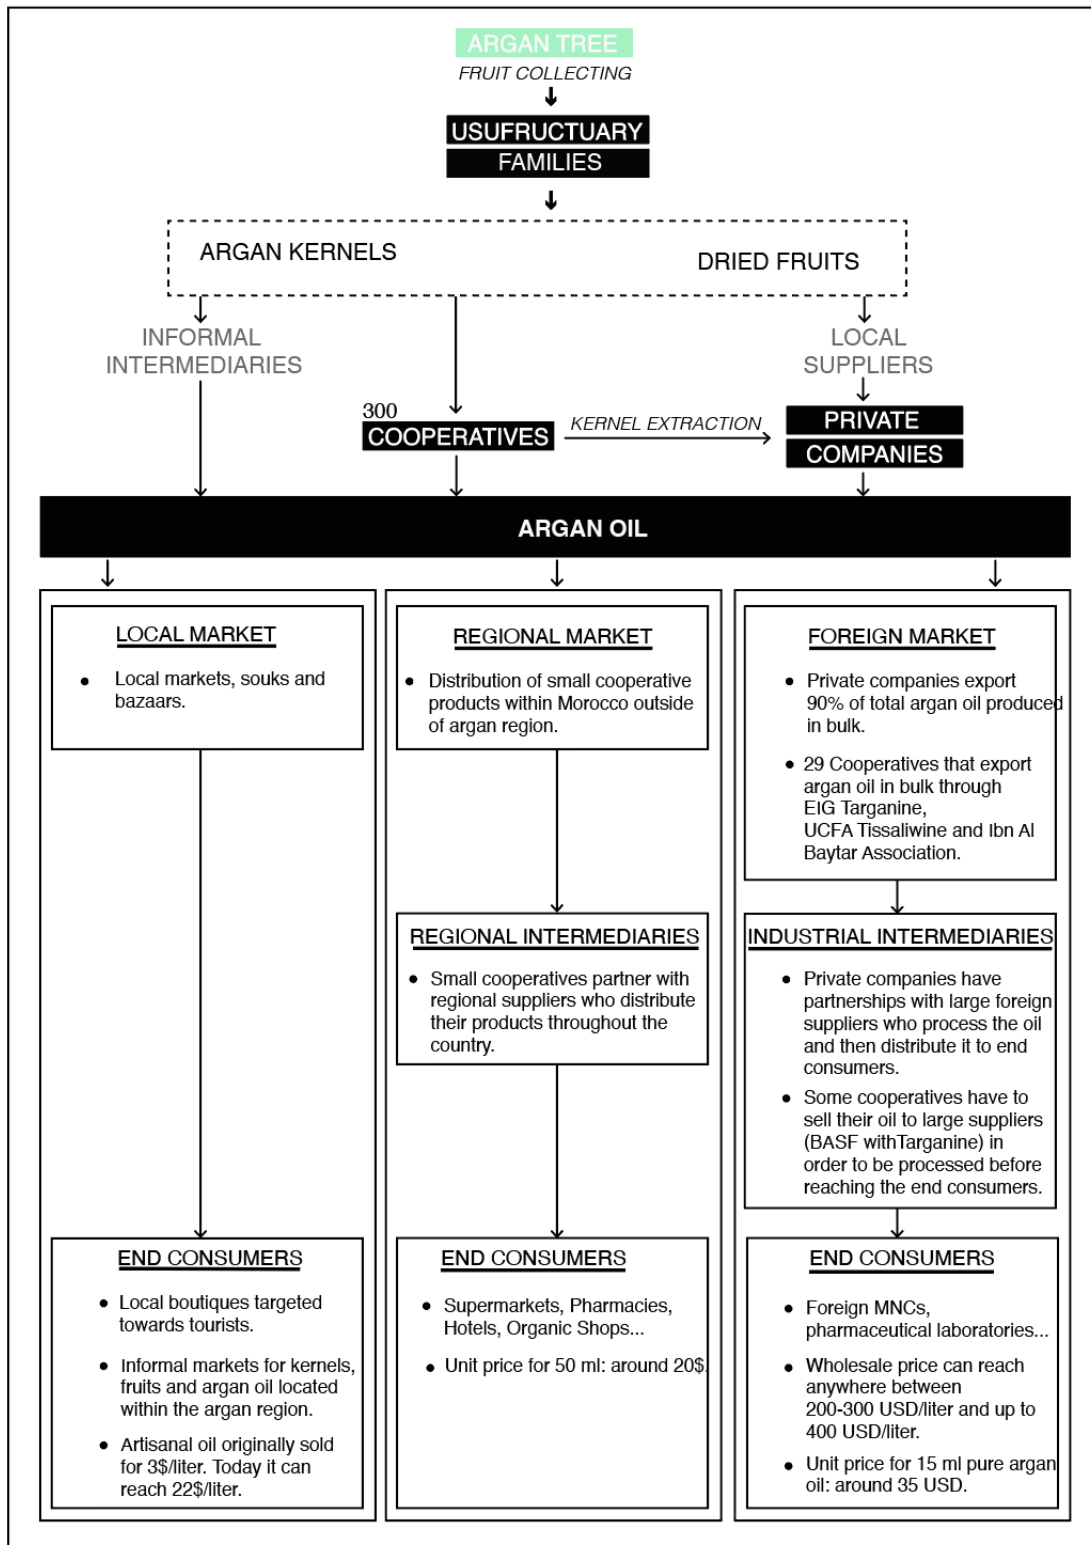 ARGAN TREE
FRUIT COLLECTING
USUFRUCTUARY
FAMILIES
ARGAN KERNELS
DRIED FRUITS
INFORMAL
INTERMEDIARIES
LOCAL
SUPPLIERS
300
COOPERATIVES
KERNEL EXTRACTION
PRIVATE
COMPANIES
ARGAN OIL
LOCAL MARKET
● Local markets, souks and
bazaars.
END CONSUMERS
● Local boutiques targeted
towards tourists.
● Informal markets for kernels,
fruits and argan oil located
within the argan region.
● Artisanal oil originally sold
for 3$/liter. Today it can
reach 22$/liter.
REGIONAL MARKET
● Distribution of small cooperative
products within Morocco outside
of argan region.
REGIONAL INTERMEDIARIES
● Small cooperatives partner with
regional suppliers who distribute
their products throughout the
country.
END CONSUMERS
● Supermarkets, Pharmacies,
Hotels, Organic Shops...
● Unit price for 50 ml: around 20$.
FOREIGN MARKET
● Private companies export
90% of total argan oil produced
in bulk.
● 29 Cooperatives that export
argan oil in bulk through
EIG Targanine,
UCFA Tissaliwine and Ibn Al
Baytar Association.
INDUSTRIAL INTERMEDIARIES
● Private companies have
partnerships with large foreign
suppliers who process the oil
and then distribute it to end
consumers.
● Some cooperatives have to
sell their oil to large suppliers
(BASF withTarganine) in
order to be processed before
reaching the end consumers.
END CONSUMERS
● Foreign MNCs,
pharmaceutical laboratories...
● Wholesale price can reach
anywhere between
200-300 USD/liter and up to
400 USD/liter.
● Unit price for 15 ml pure argan
oil: around 35 USD.